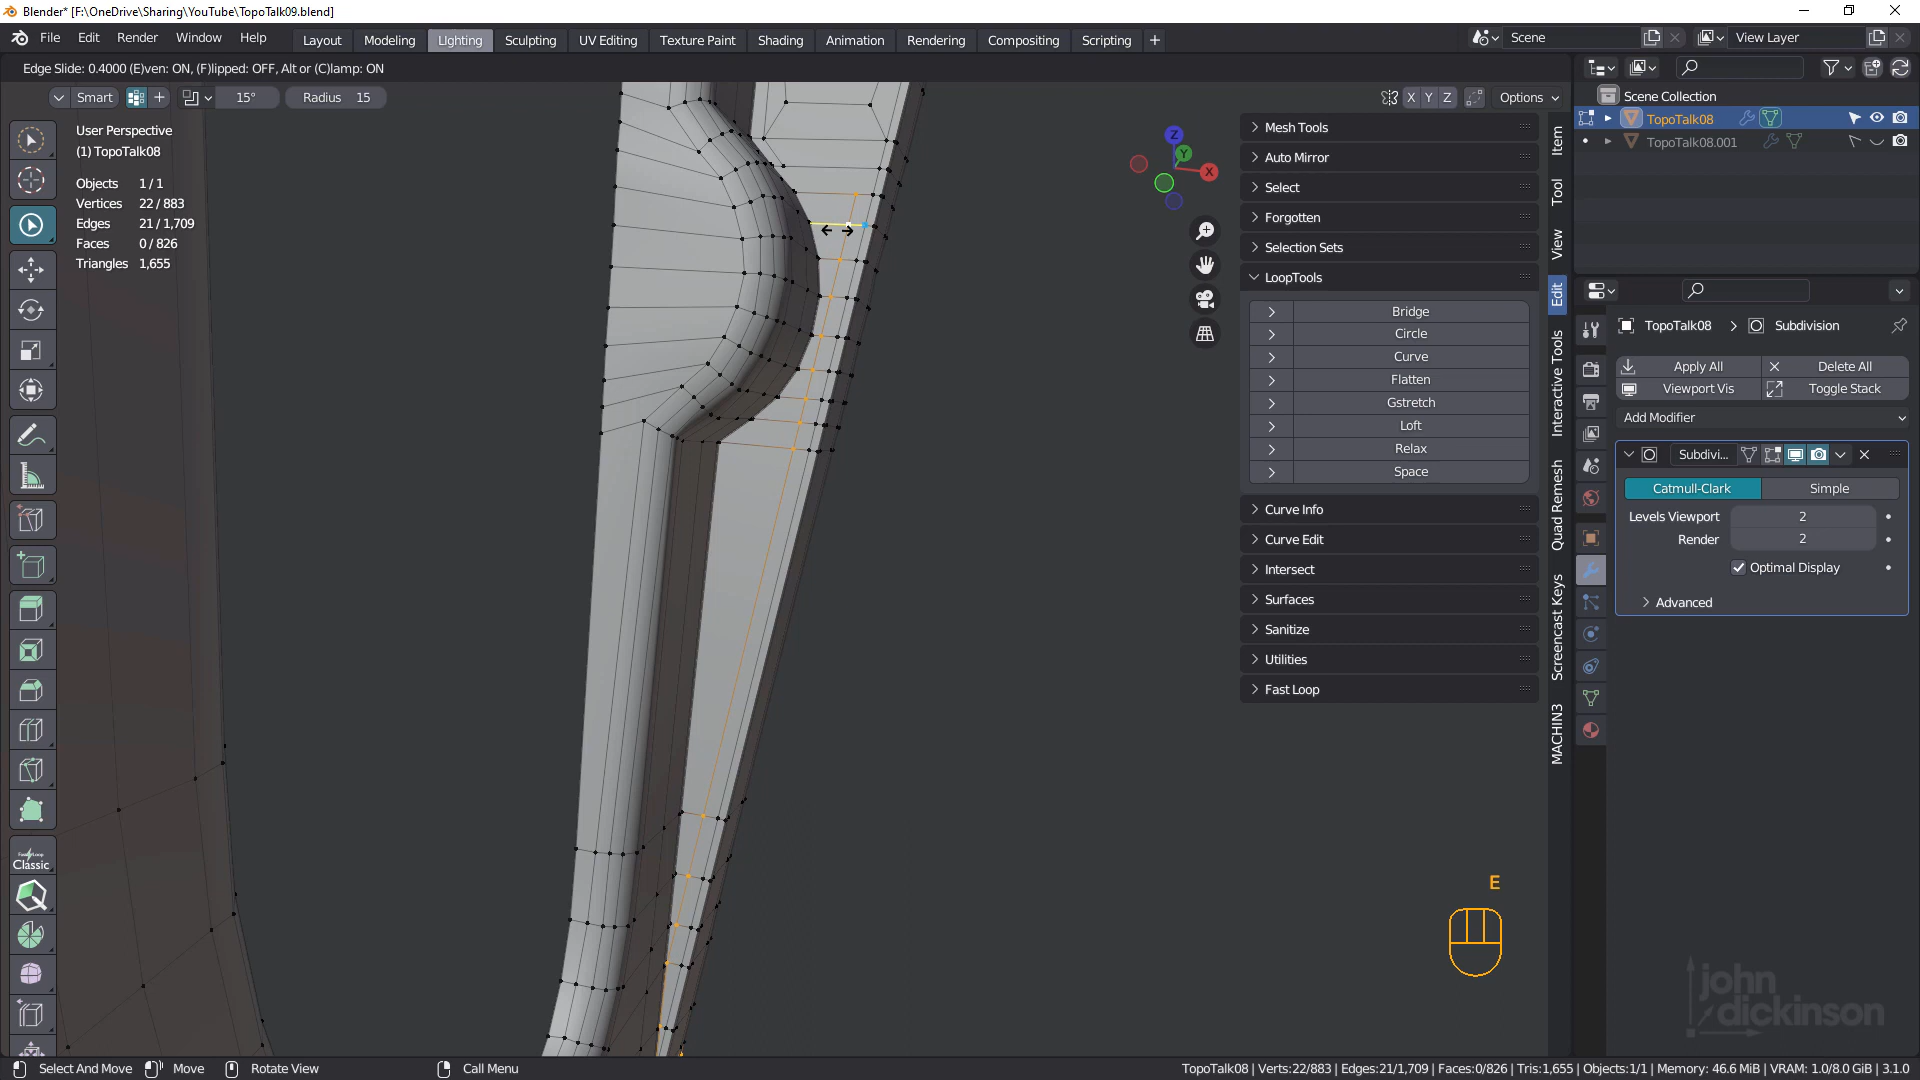 Blender* [F:\OneDrive\Sharing\YouTube\TopoTalk09.blend]
File Edit Render Window Help Layout Modeling Lighting Sculpting UV Editing Texture Paint Shading Animation Rendering Compositing Scripting + Scene View Layer
Edge Slide: 0.4000 (E)ven: ON, (F)lipped: OFF, Alt or (C)lamp: ON
Smart 15° Radius 15 X Y Z Options
Scene Collection
TopoTalk08
TopoTalk08.001
User Perspective
(1) TopoTalk08
Objects 1 / 1
Vertices 22 / 883
Edges 21 / 1,709
Faces 0 / 826
Triangles 1,655
Z
Y
X
Mesh Tools
Auto Mirror
Select
Forgotten
Selection Sets
LoopTools
Bridge
Circle
Curve
Flatten
Gstretch
Loft
Relax
Space
Curve Info
Curve Edit
Intersect
Surfaces
Sanitize
Utilities
Fast Loop
Item
Tool
View
Edit
Interactive Tools
Quad Remesh
Screencast Keys
MACHIN3
TopoTalk08 Subdivision
Apply All Delete All
Viewport Vis Toggle Stack
Add Modifier
Subdivi...
Catmull-Clark Simple
Levels Viewport 2
Render 2
Optimal Display
Advanced
Classic
E
john
dickinson
Select And Move Move Rotate View Call Menu TopoTalk08 | Verts:22/883 | Edges:21/1,709 | Faces:0/826 | Tris:1,655 | Objects:1/1 | Memory: 46.6 MiB | VRAM: 1.0/8.0 GiB | 3.1.0